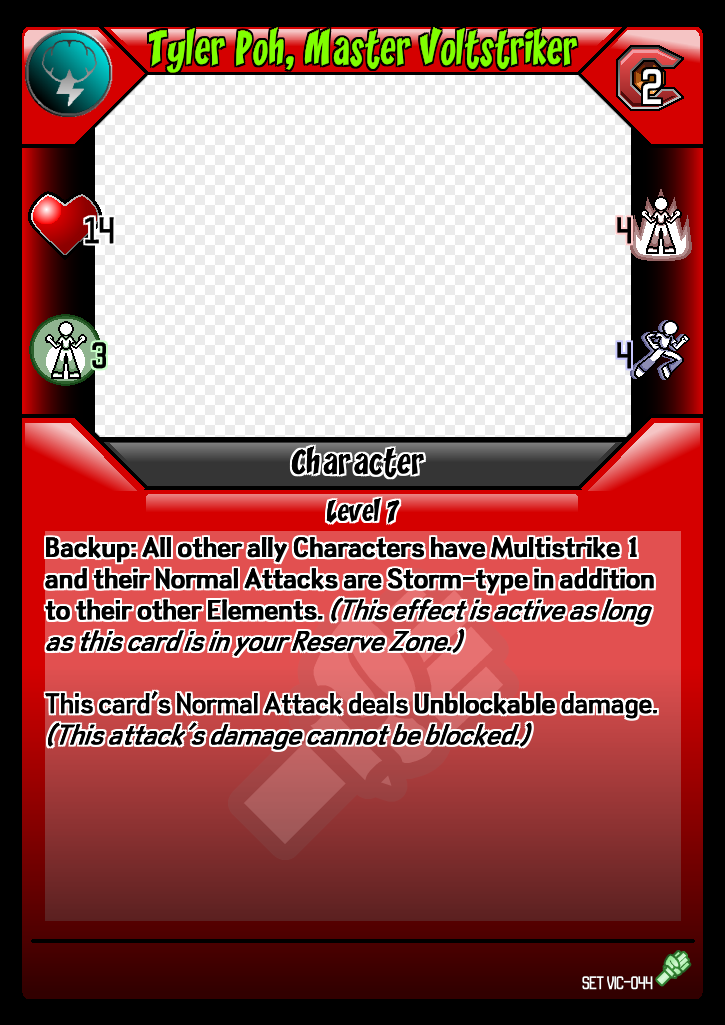 Tyler Poh, Master Voltstriker
2
14
4
3
4
Character
Level 7
Backup: All other ally Characters have Multistrike 1
and their Normal Attacks are Storm-type in addition
to their other Elements. (This effect is active as long
as this card is in your Reserve Zone.)
This card's Normal Attack deals Unblockable damage.
(This attack's damage cannot be blocked.)
SET VIC-044